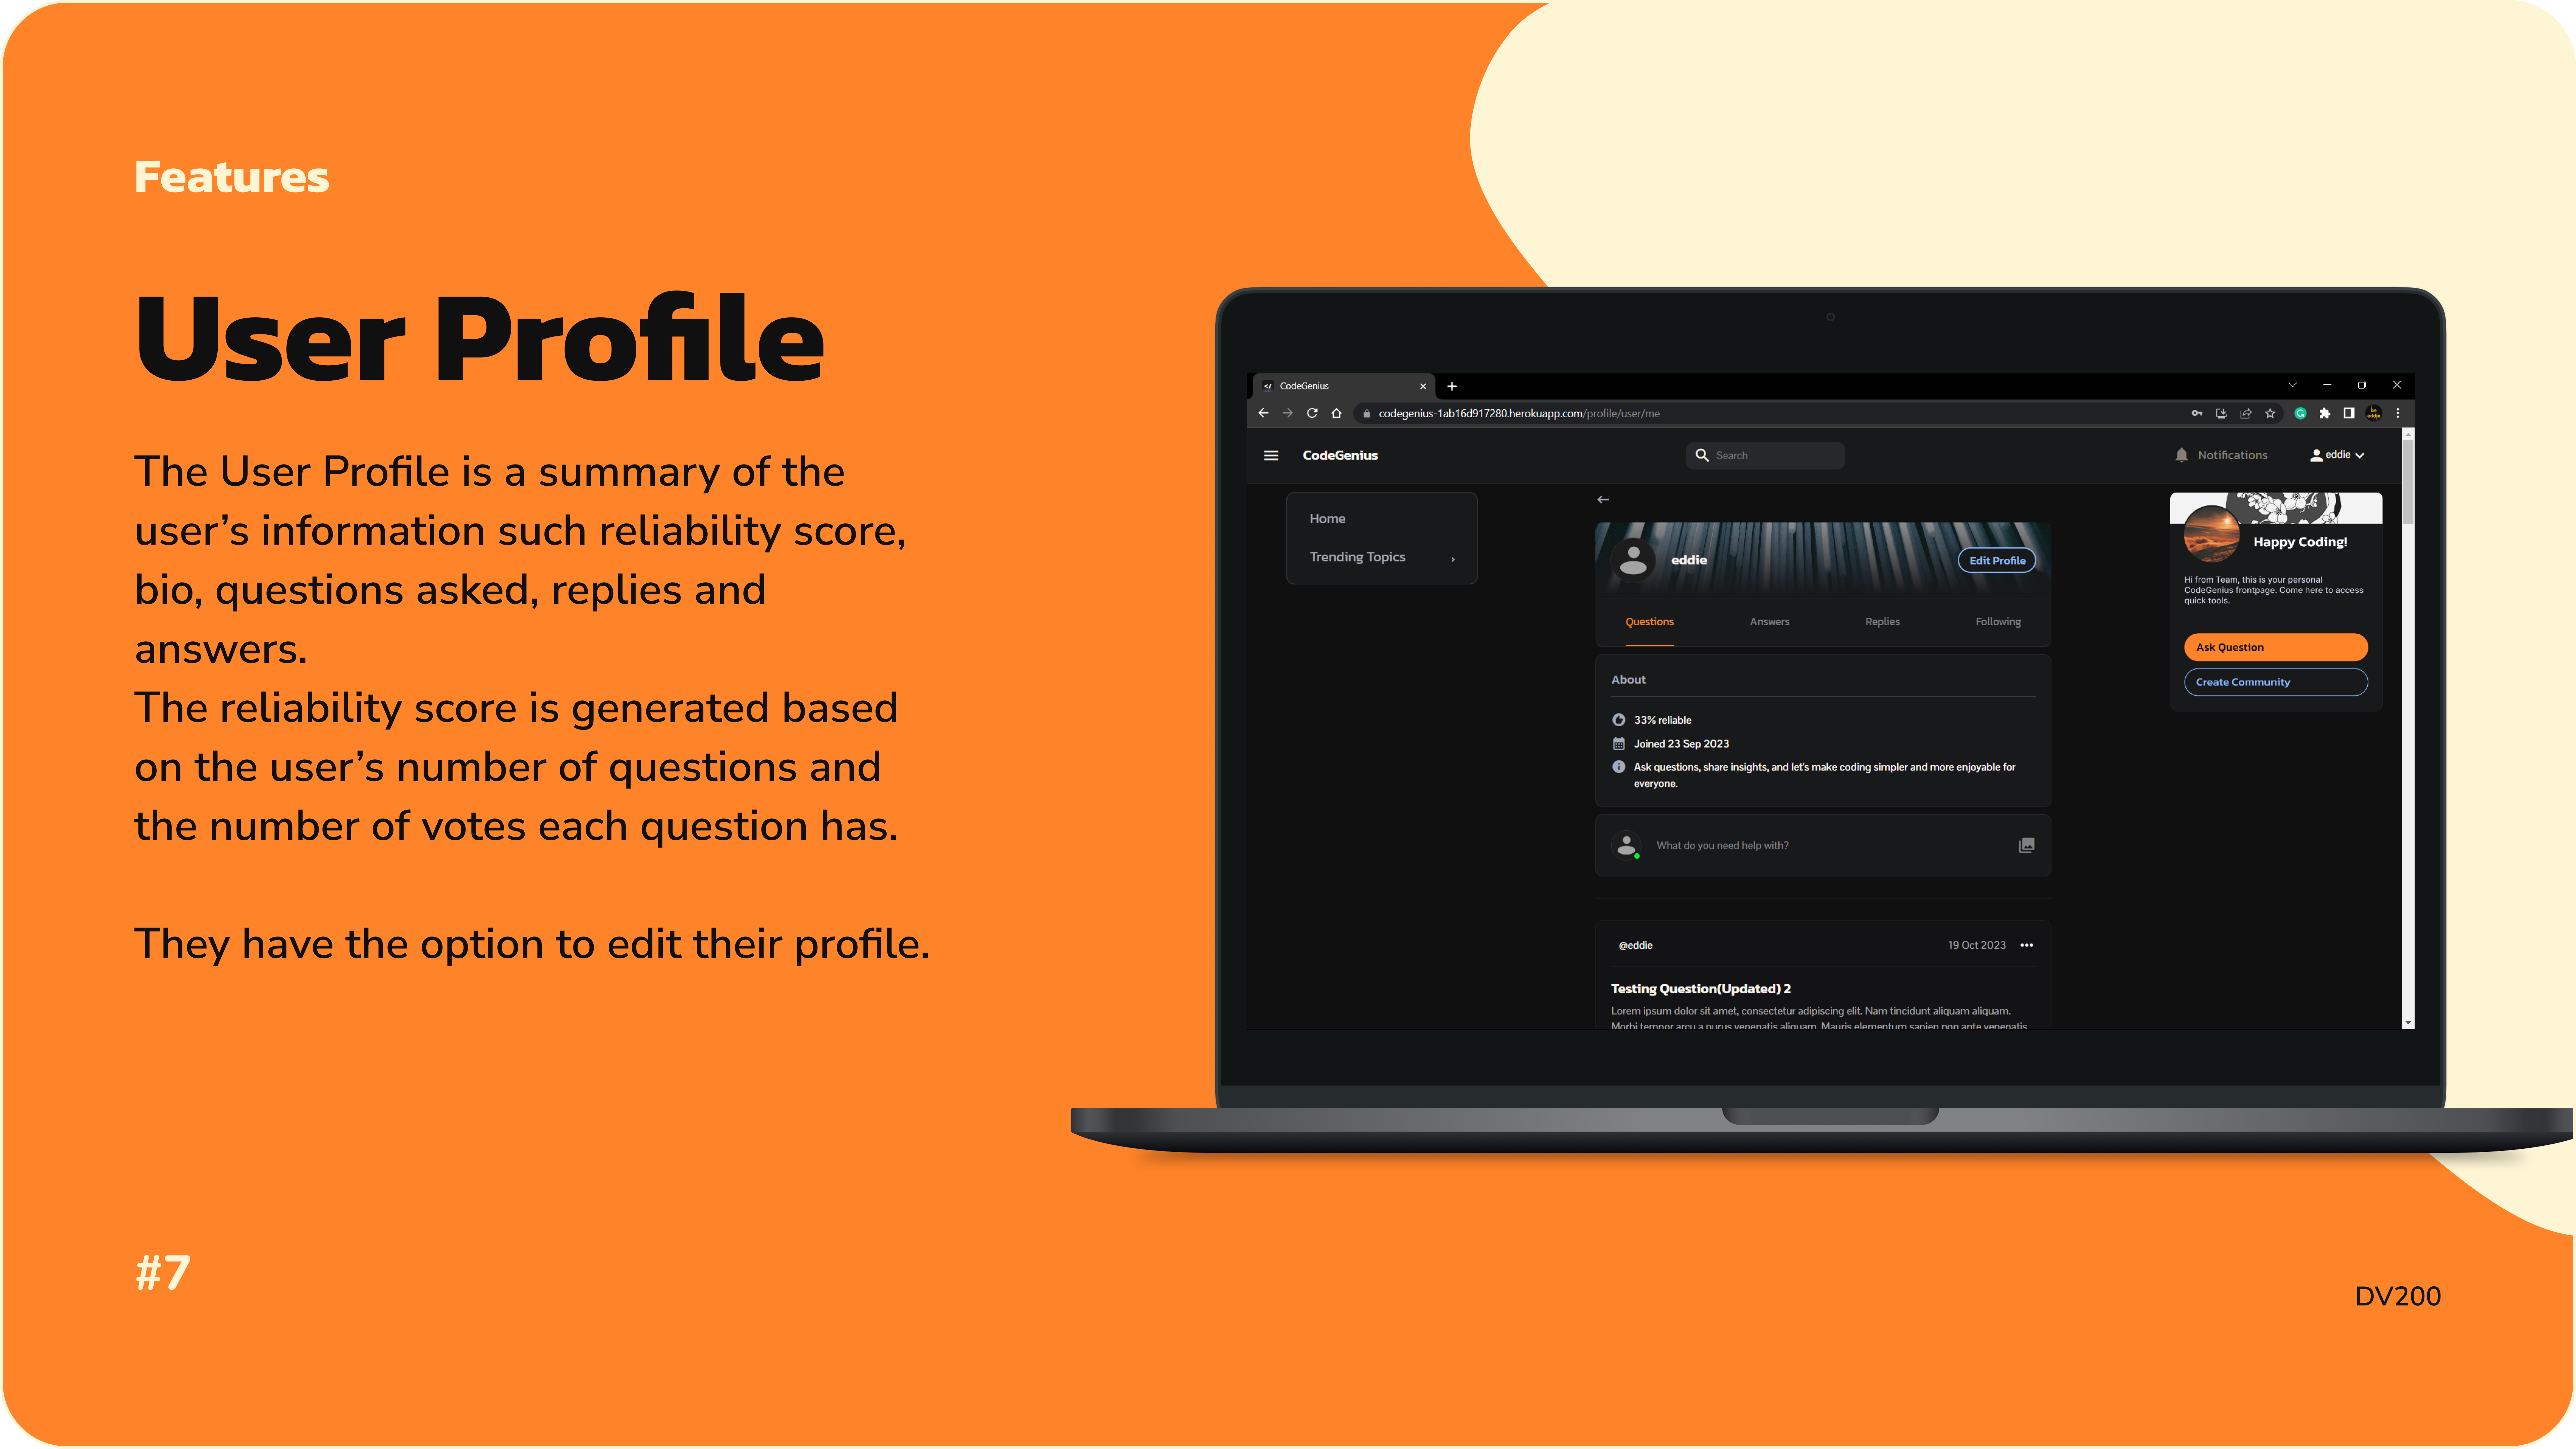 Features
User Profile
The User Profile is a summary of the
user’s information such reliability score,
bio, questions asked, replies and
answers.
The reliability score is generated based
on the user’s number of questions and
the number of votes each question has.
They have the option to edit their profile.
#7
CodeGenius
codegenius-1ab16d917280.herokuapp.com/profile/user/me
CodeGenius
Search
Notifications
eddie
Home
Trending Topics
eddie
Edit Profile
Questions
Answers
Replies
Following
About
33% reliable
Joined 23 Sep 2023
Ask questions, share insights, and let's make coding simpler and more enjoyable for
everyone.
What do you need help with?
@eddie
19 Oct 2023
Testing Question(Updated) 2
Lorem ipsum dolor sit amet, consectetur adipiscing elit. Nam tincidunt aliquam aliquam.
Morbi tempor arcu a purus venenatis aliquam. Mauris elementum sapien non ante venenatis
Happy Coding!
Hi from Team, this is your personal
CodeGenius frontpage. Come here to access
quick tools.
Ask Question
Create Community
DV200